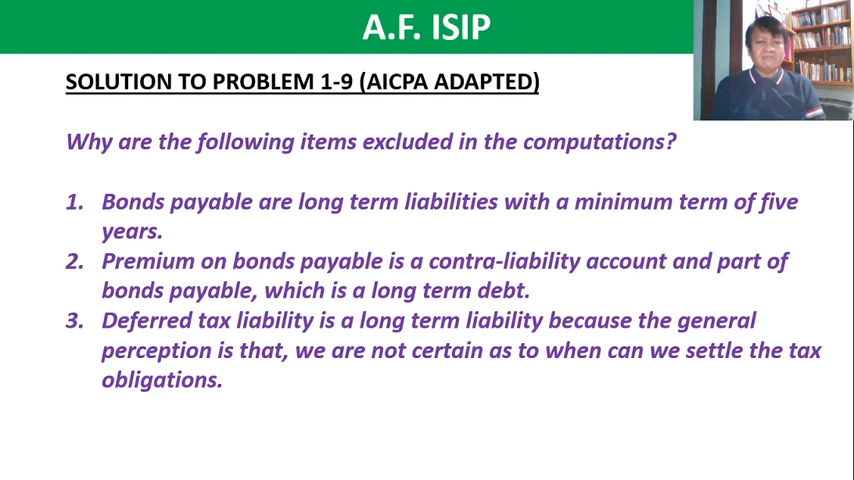 A.F. ISIP
SOLUTION TO PROBLEM 1-9 (AICPA ADAPTED)
Why are the following items excluded in the computations?
1. Bonds payable are long term liabilities with a minimum term of five
years.
2. Premium on bonds payable is a contra-liability account and part of
bonds payable, which is a long term debt.
3. Deferred tax liability is a long term liability because the general
perception is that, we are not certain as to when can we settle the tax
obligations.